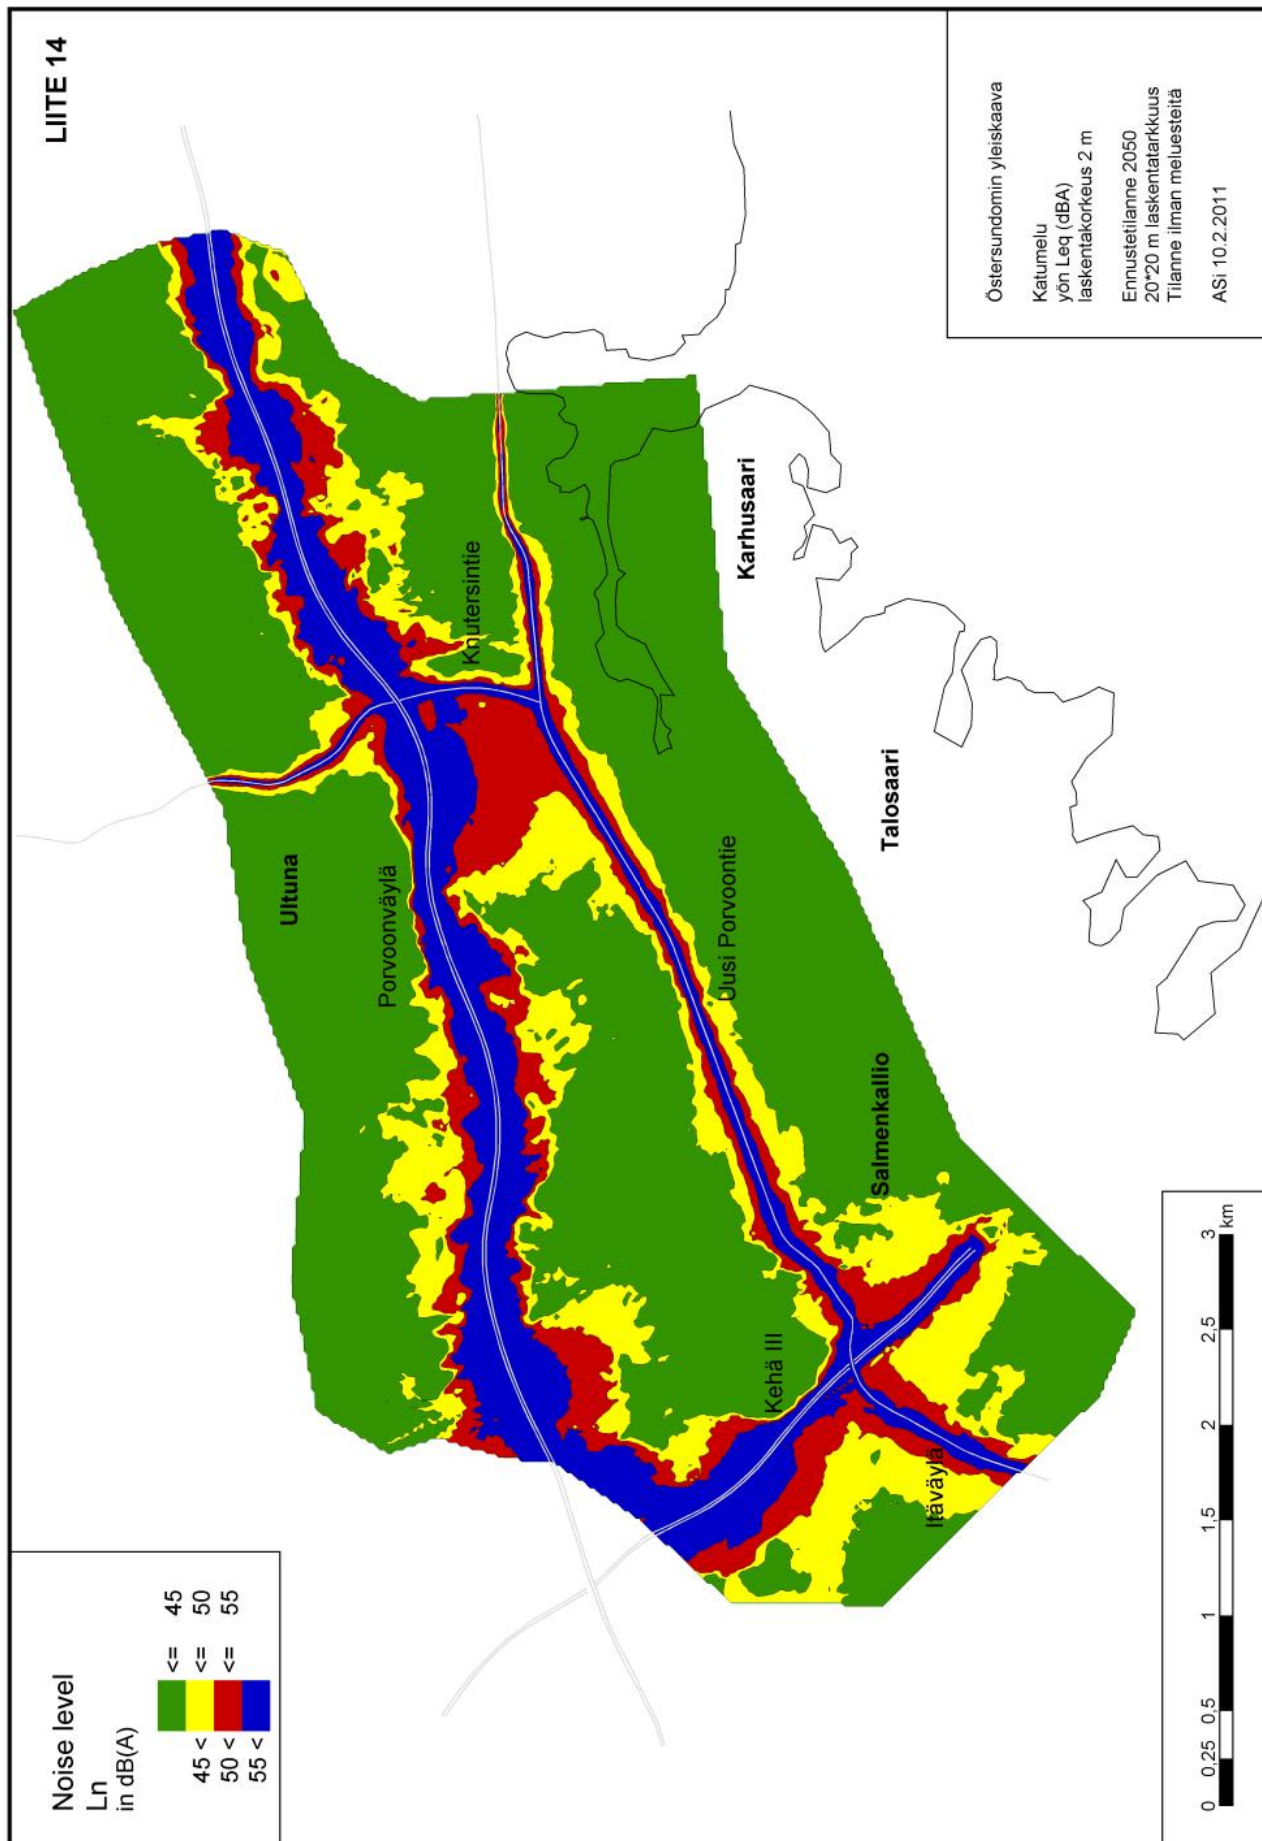 LIITE 14
Noise level
Ln
in dB(A)
<= 45
45 < <= 50
50 < <= 55
55 <
Ultuna
Porvoonväylä
Knutersintie
Uusi Porvoontie
Karhusaari
Talosaari
Salmenkallio
Kehä III
Itäväylä
0 0,25 0,5 1 1,5 2 2,5 3
km
Östersundomin yleiskaava
Katumelu
yön Leq (dBA)
laskentakorkeus 2 m
Ennustetilanne 2050
20*20 m laskentatarkkuus
Tilanne ilman meluesteitä
ASi 10.2.2011